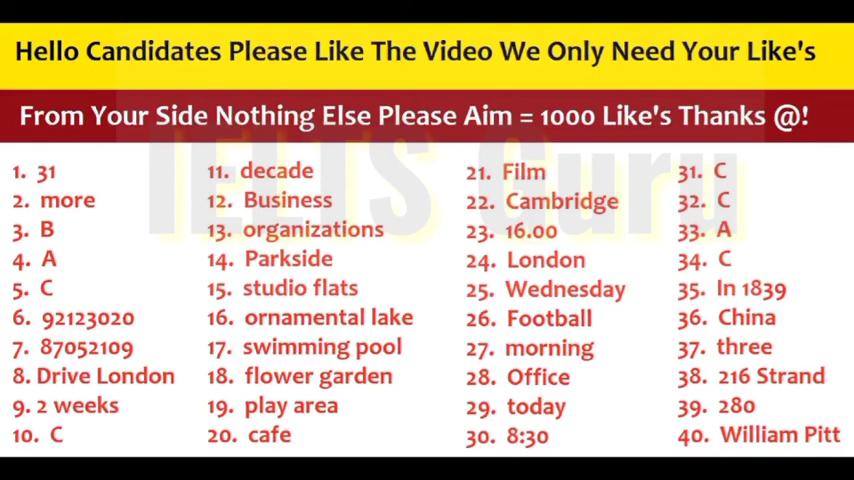 Hello Candidates Please Like The Video We Only Need Your Like's
From Your Side Nothing Else Please Aim = 1000 Like's Thanks @!
IELTS Guru
1. 31
2. more
3. B
4. A
5. C
6. 92123020
7. 87052109
8. Drive London
9. 2 weeks
10. C
11. decade
12. Business
13. organizations
14. Parkside
15. studio flats
16. ornamental lake
17. swimming pool
18. flower garden
19. play area
20. cafe
21. Film
22. Cambridge
23. 16.00
24. London
25. Wednesday
26. Football
27. morning
28. Office
29. today
30. 8:30
31. C
32. C
33. A
34. C
35. In 1839
36. China
37. three
38. 216 Strand
39. 280
40. William Pitt